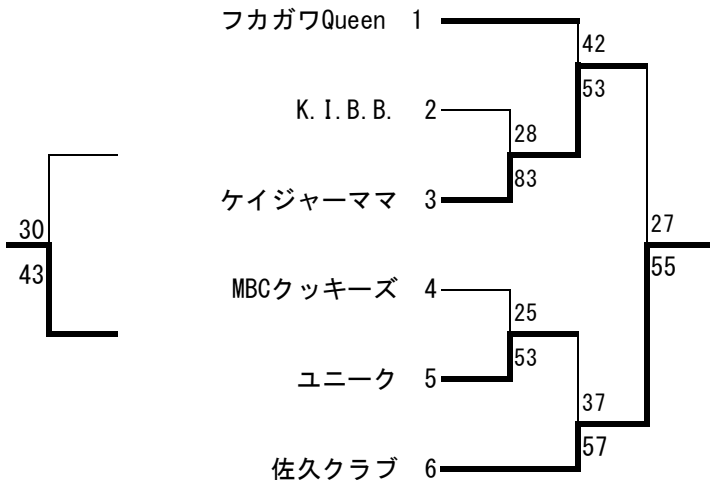 フカガワQueen 1
42
53
K.I.B.B. 2
28
83
ケイジャーママ 3
30
43
27
55
MBCクッキーズ 4
25
53
ユニーク 5
37
57
佐久クラブ 6